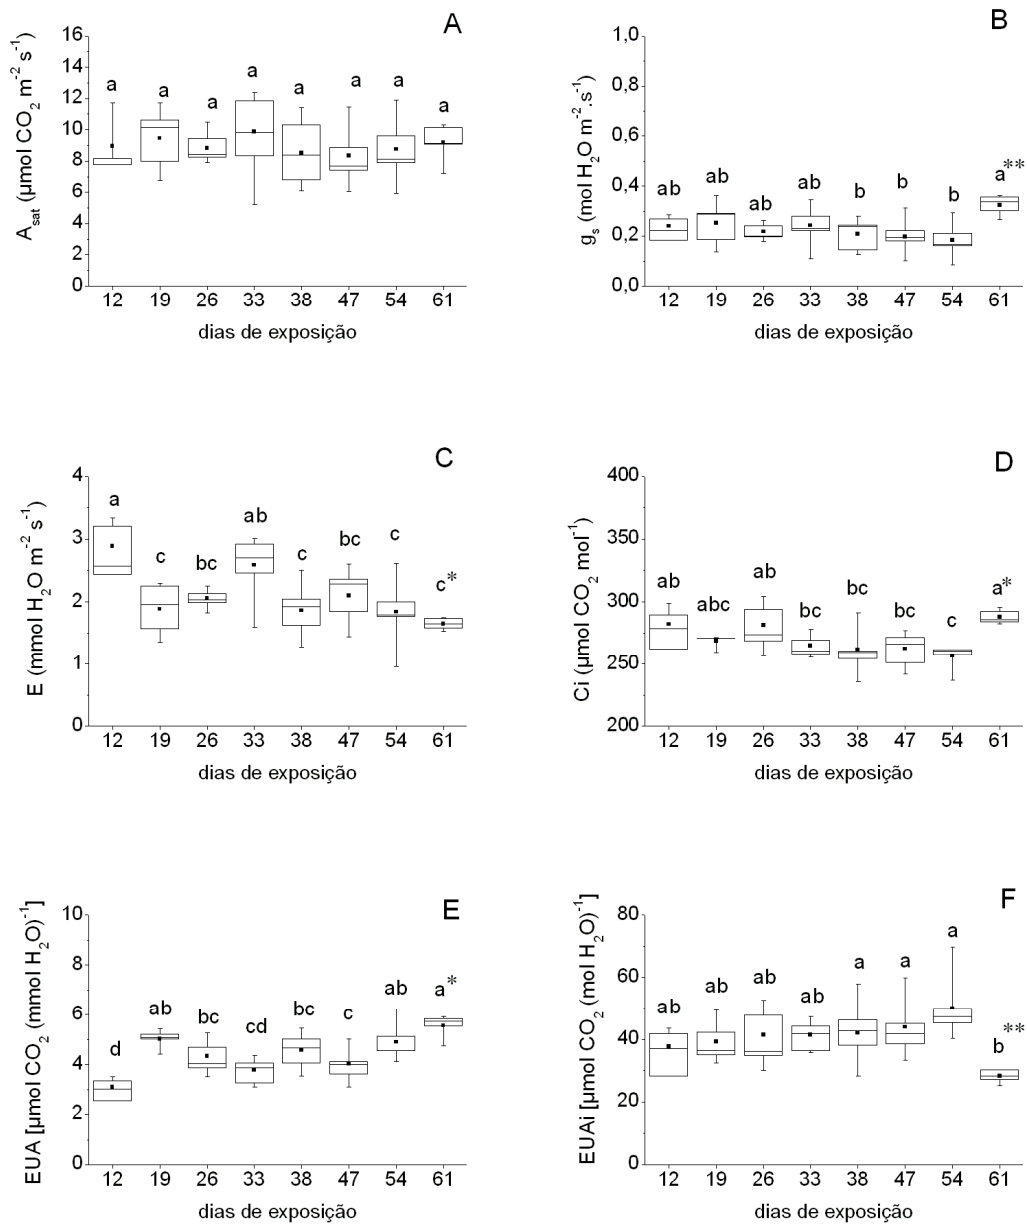 A
A_sat (µmol CO₂ m⁻² s⁻¹)
16
14
12
10
8
6
4
2
0
a a a a a a a a
12 19 26 33 38 47 54 61
dias de exposição
B
g_s (mol H₂O m⁻².s⁻¹)
1,0
0,8
0,6
0,4
0,2
0,0
ab ab ab ab b b b a**
12 19 26 33 38 47 54 61
dias de exposição
C
E (mmol H₂O m⁻² s⁻¹)
4
3
2
1
0
a c bc ab c bc c c*
12 19 26 33 38 47 54 61
dias de exposição
D
Ci (µmol CO₂ mol⁻¹)
400
350
300
250
200
ab abc ab bc bc bc c a*
12 19 26 33 38 47 54 61
dias de exposição
E
EUA [µmol CO₂ (mmol H₂O)⁻¹]
10
8
6
4
2
0
d ab bc cd bc c ab a*
12 19 26 33 38 47 54 61
dias de exposição
F
EUAi [µmol CO₂ (mol H₂O)⁻¹]
80
60
40
20
0
ab ab ab ab a a a b**
12 19 26 33 38 47 54 61
dias de exposição